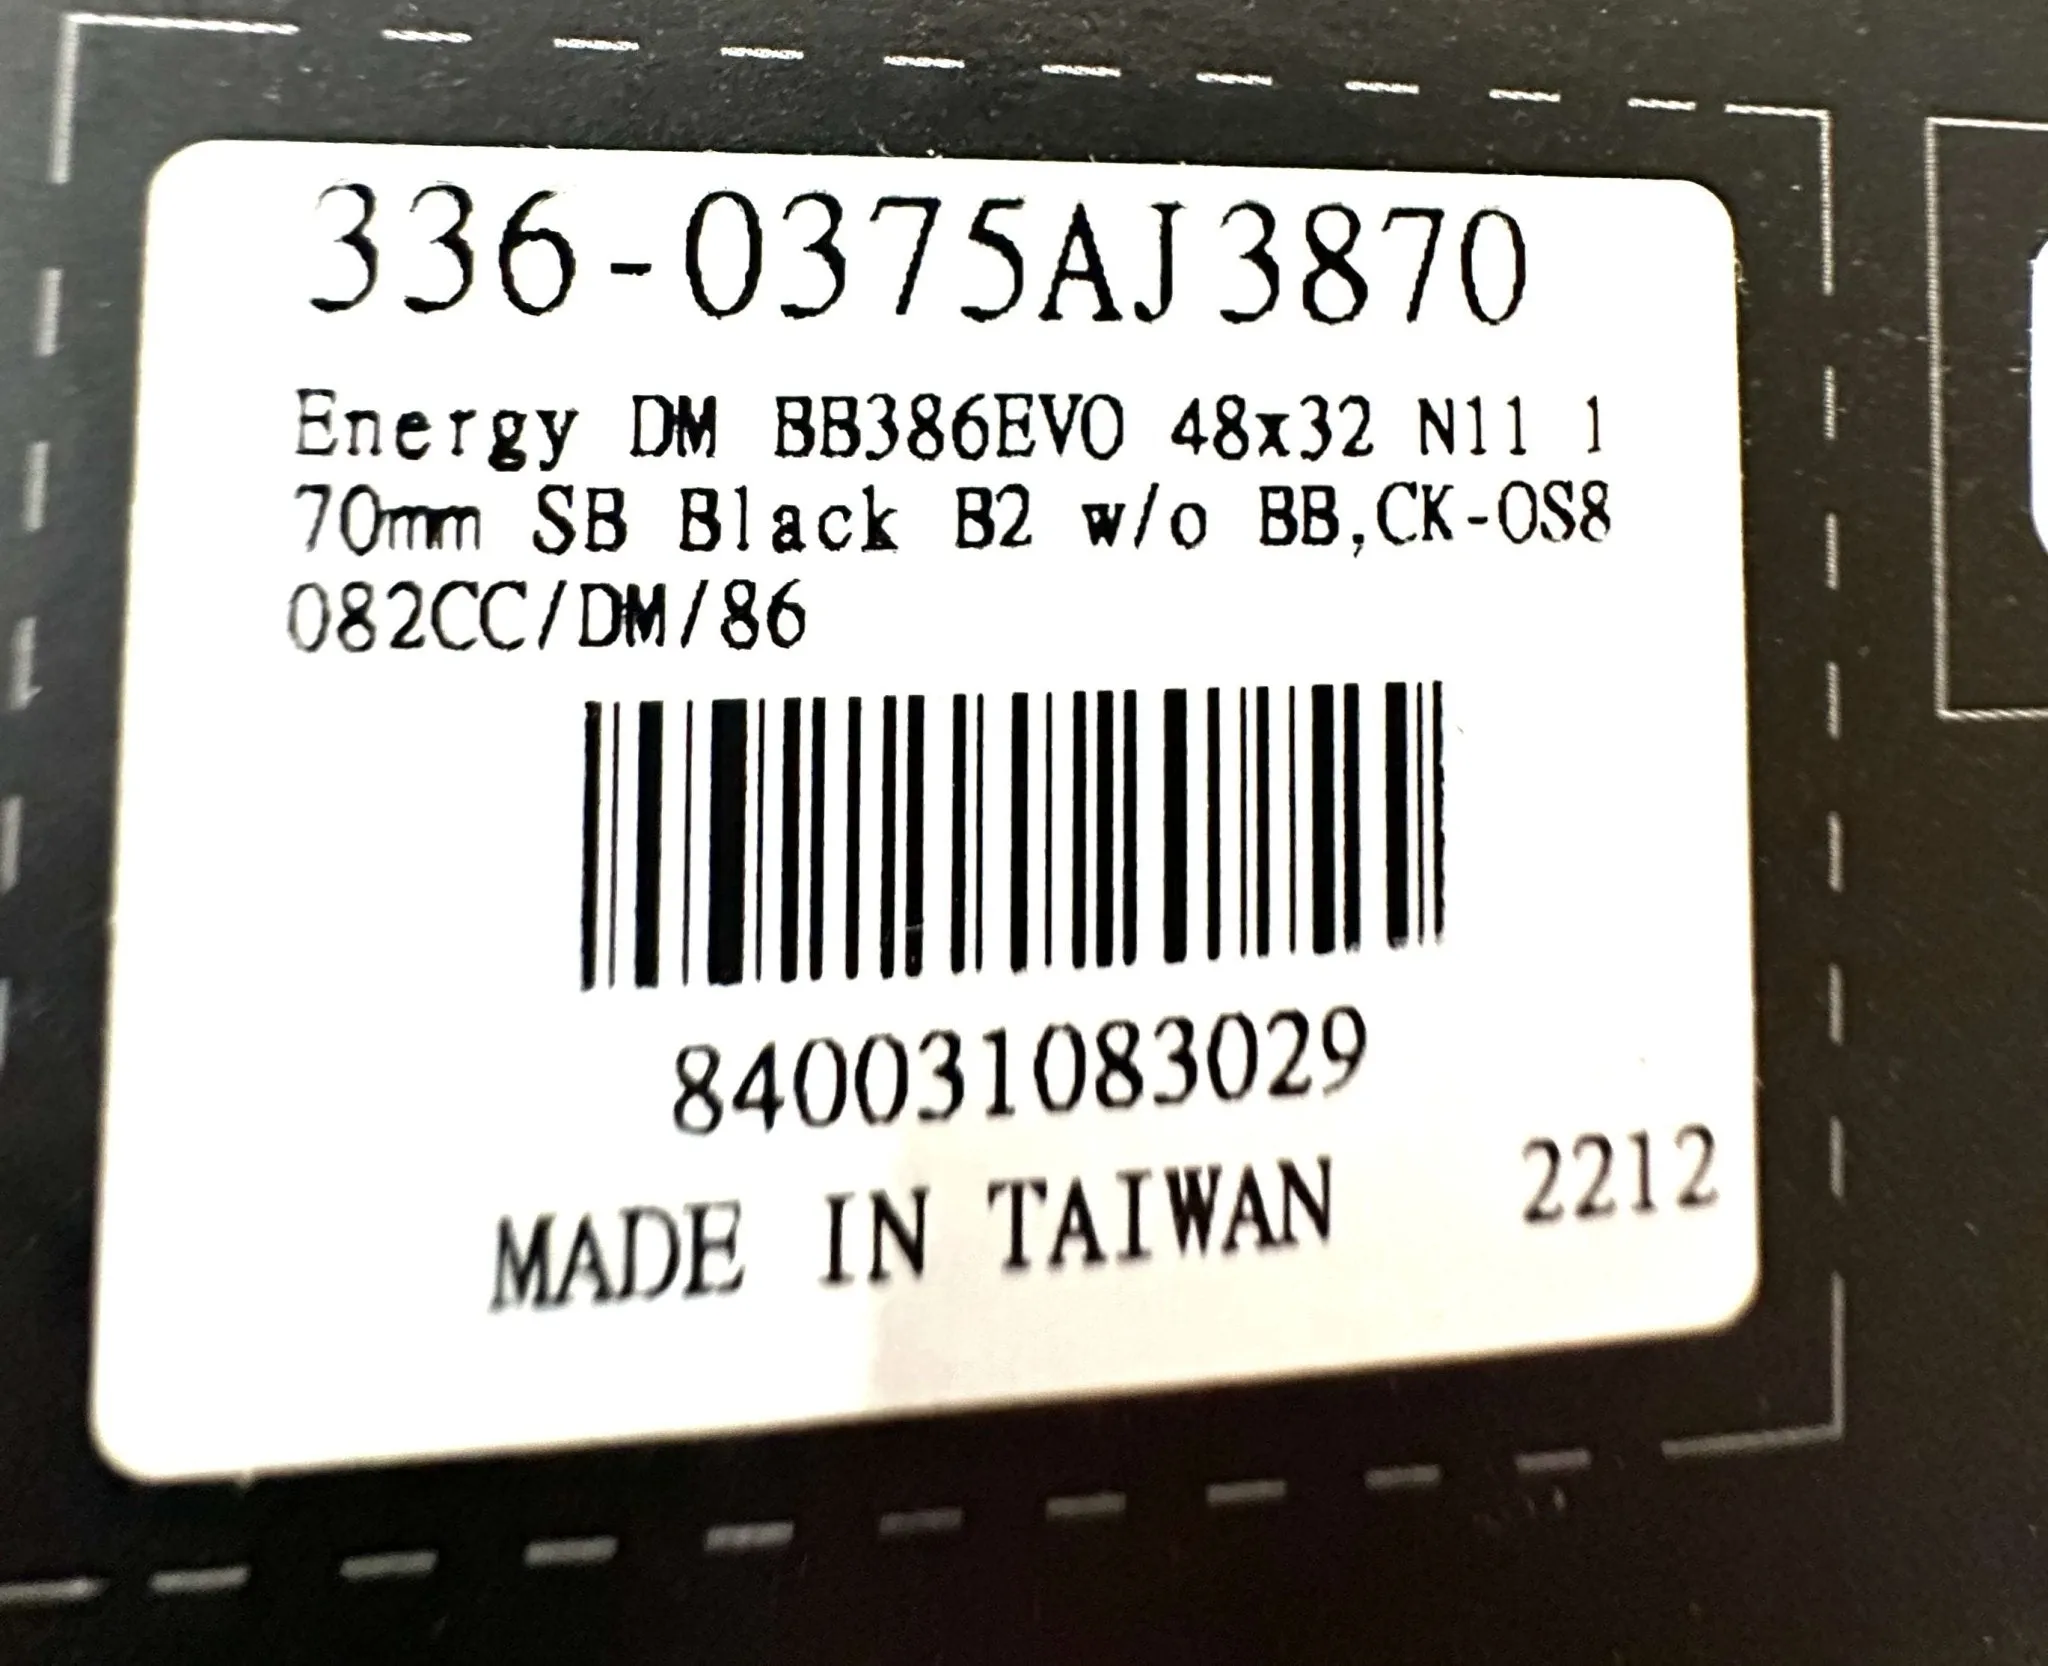 336-0375AJ3870
Energy DM BB386EVO 48x32 N11 1
70mm SB Black B2 w/o BB,CK-OS8
082CC/DM/86
840031083029
MADE IN TAIWAN 2212